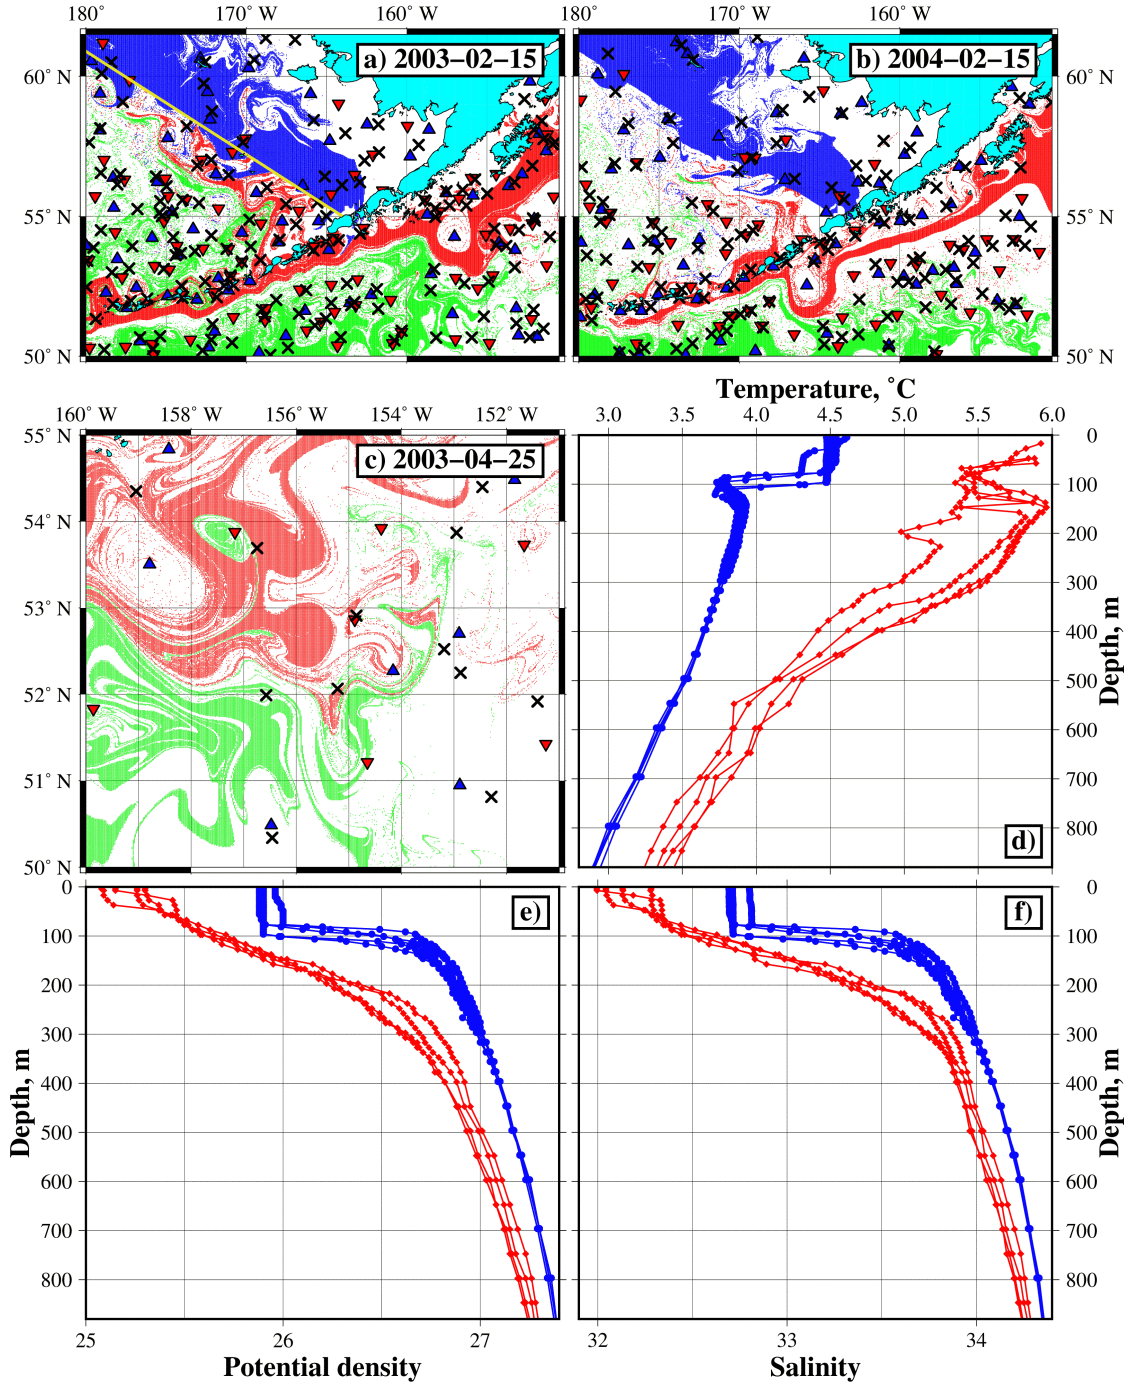 180° 170° W 160° W 180° 170° W 160° W
a) 2003−02−15
b) 2004−02−15
60° N 60° N
55° N 55° N
50° N 50° N
Temperature, ˚C
160° W 158° W 156° W 154° W 152° W 3.0 3.5 4.0 4.5 5.0 5.5 6.0
55° N 0
c) 2003−04−25
100
54° N
200
53° N 300
400
52° N 500
600
51° N 700
800
50° N
d)
Depth, m
0 0
e) f)
100 100
200 200
300 300
400 400
500 500
600 600
700 700
800 800
Depth, m Depth, m
25 26 27 32 33 34
Potential density Salinity